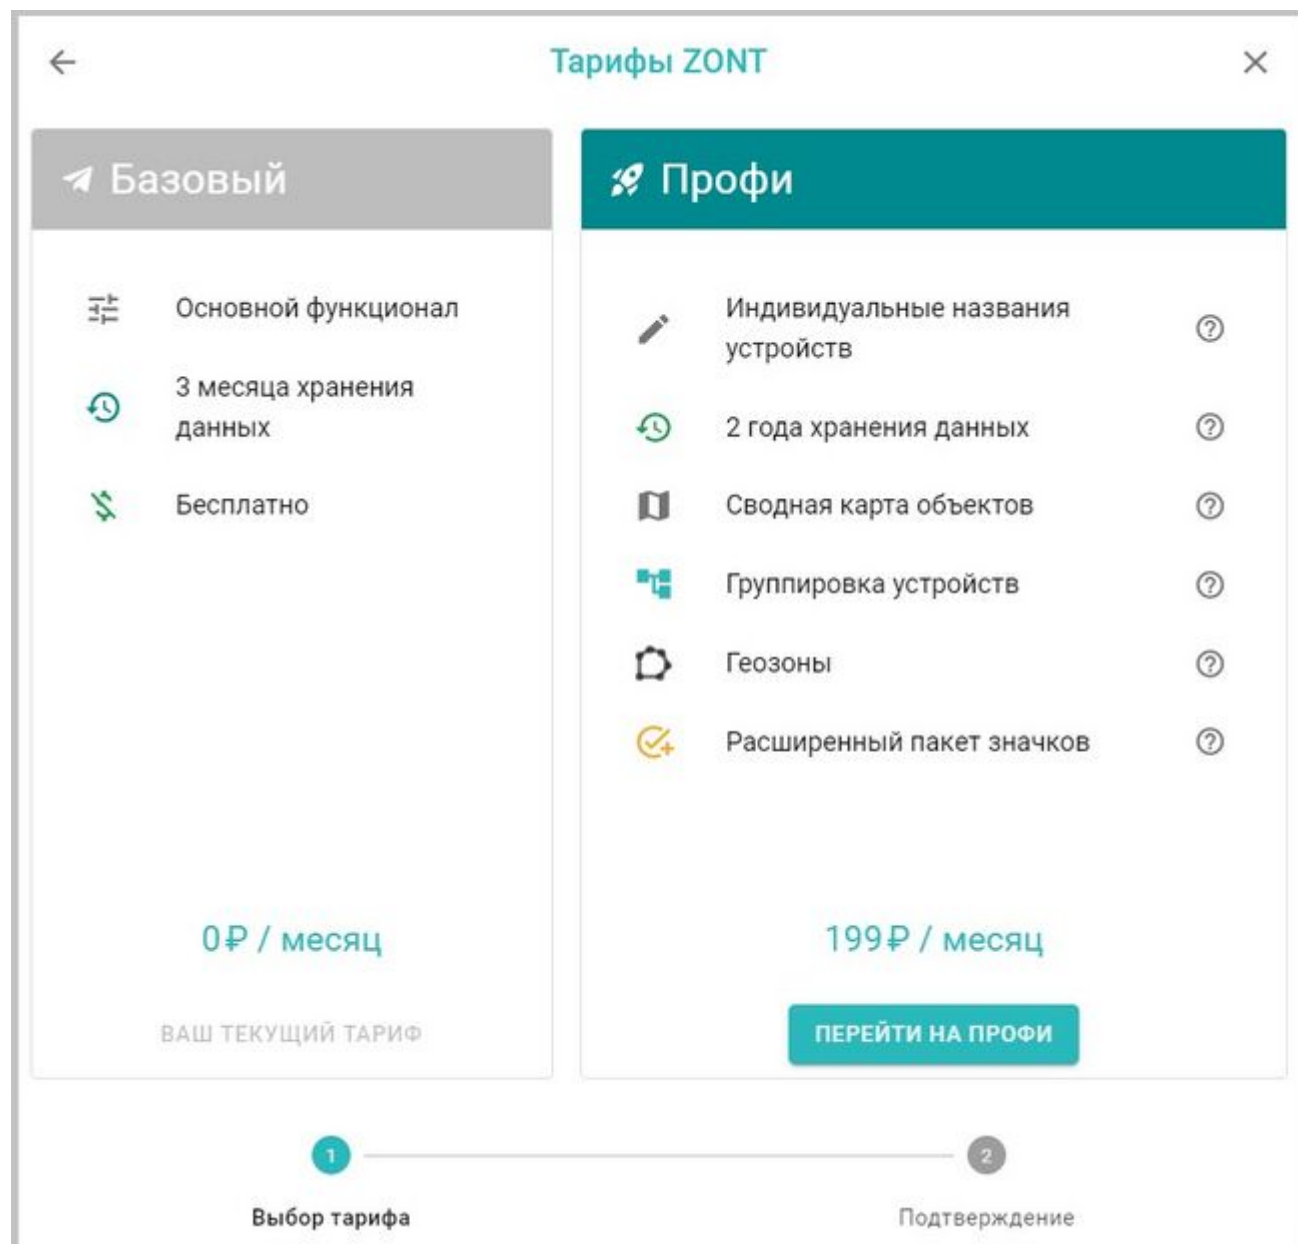 Тарифы ZONT
Базовый
Основной функционал
3 месяца хранения
данных
Бесплатно
0₽ / месяц
ВАШ ТЕКУЩИЙ ТАРИФ
Профи
Индивидуальные названия
устройств
2 года хранения данных
Сводная карта объектов
Группировка устройств
Геозоны
Расширенный пакет значков
199₽ / месяц
ПЕРЕЙТИ НА ПРОФИ
1
Выбор тарифа
2
Подтверждение